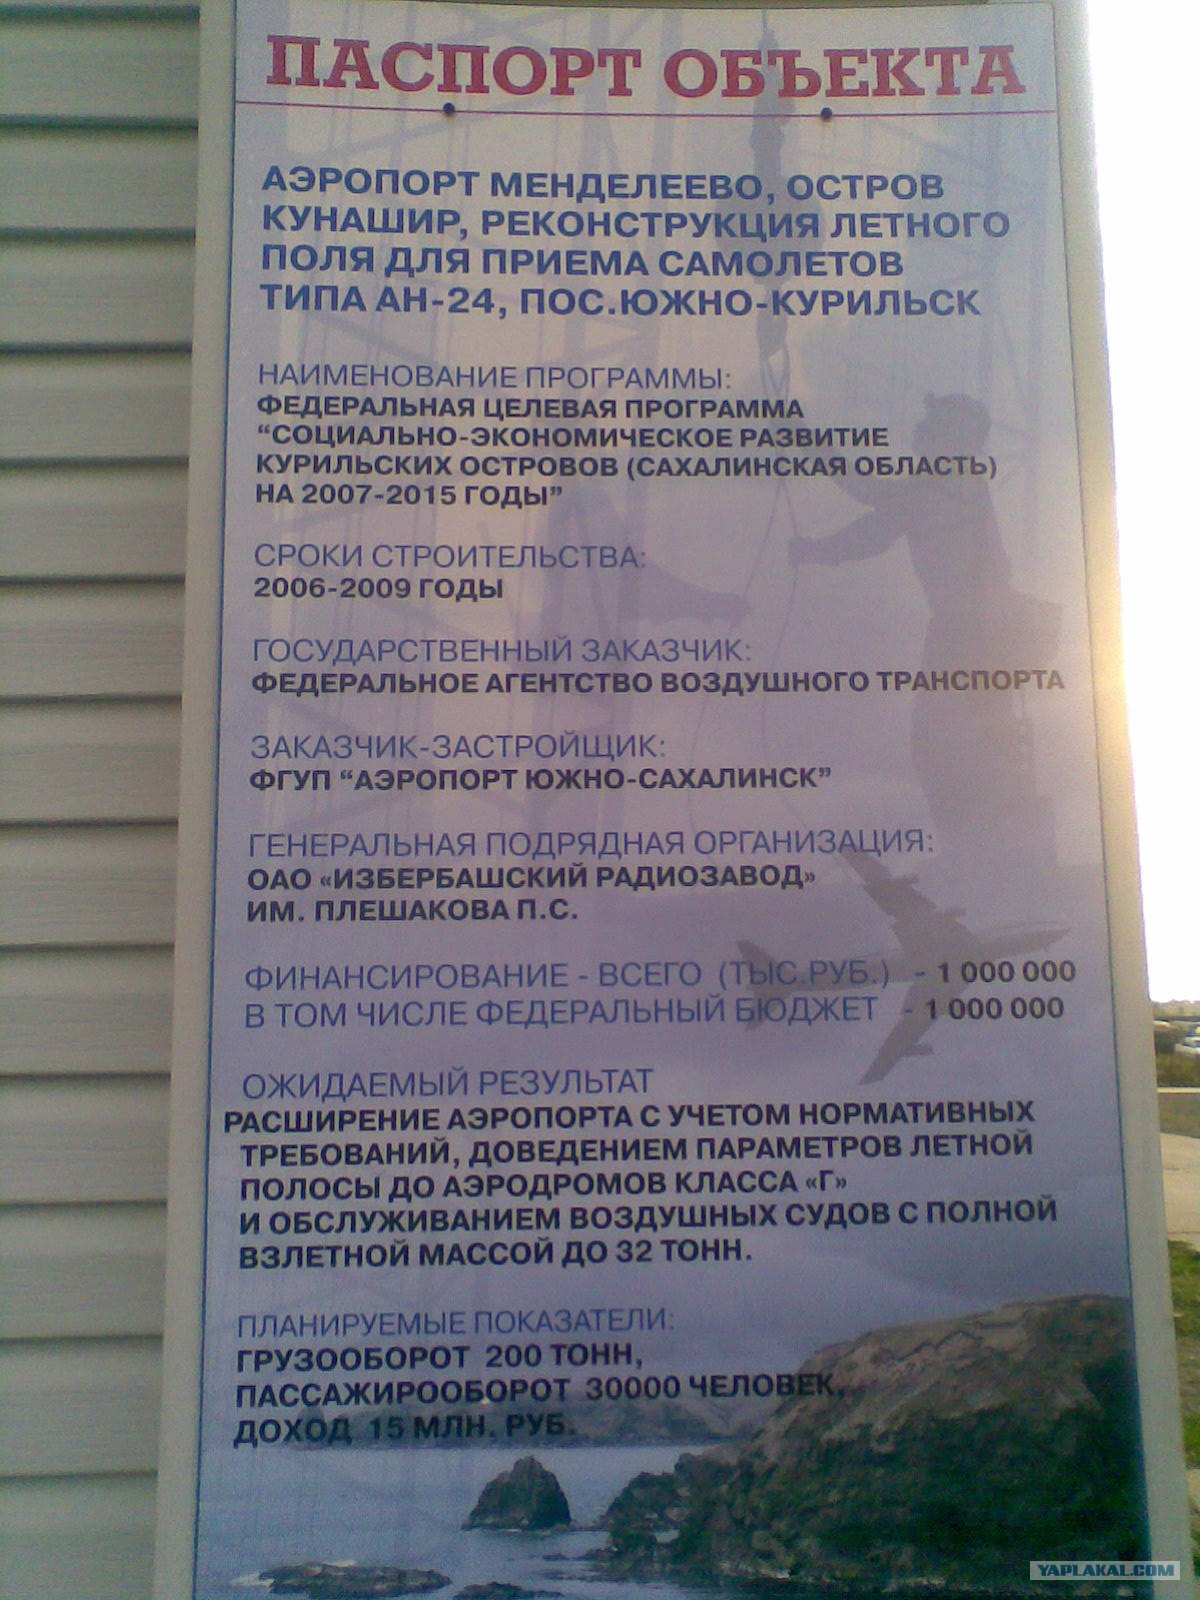 ПАСПОРТ ОБЪЕКТА
АЭРОПОРТ МЕНДЕЛЕЕВО, ОСТРОВ
КУНАШИР, РЕКОНСТРУКЦИЯ ЛЕТНОГО
ПОЛЯ ДЛЯ ПРИЕМА САМОЛЕТОВ
ТИПА АН-24, ПОС.ЮЖНО-КУРИЛЬСК
НАИМЕНОВАНИЕ ПРОГРАММЫ:
ФЕДЕРАЛЬНАЯ ЦЕЛЕВАЯ ПРОГРАММА
“СОЦИАЛЬНО-ЭКОНОМИЧЕСКОЕ РАЗВИТИЕ
КУРИЛЬСКИХ ОСТРОВОВ (САХАЛИНСКАЯ ОБЛАСТЬ)
НА 2007-2015 ГОДЫ”
СРОКИ СТРОИТЕЛЬСТВА:
2006-2009 ГОДЫ
ГОСУДАРСТВЕННЫЙ ЗАКАЗЧИК:
ФЕДЕРАЛЬНОЕ АГЕНТСТВО ВОЗДУШНОГО ТРАНСПОРТА
ЗАКАЗЧИК-ЗАСТРОЙЩИК:
ФГУП “АЭРОПОРТ ЮЖНО-САХАЛИНСК”
ГЕНЕРАЛЬНАЯ ПОДРЯДНАЯ ОРГАНИЗАЦИЯ:
ОАО «ИЗБЕРБАШСКИЙ РАДИОЗАВОД»
ИМ. ПЛЕШАКОВА П.С.
ФИНАНСИРОВАНИЕ - ВСЕГО (ТЫС.РУБ.) - 1 000 000
В ТОМ ЧИСЛЕ ФЕДЕРАЛЬНЫЙ БЮДЖЕТ - 1 000 000
ОЖИДАЕМЫЙ РЕЗУЛЬТАТ
РАСШИРЕНИЕ АЭРОПОРТА С УЧЕТОМ НОРМАТИВНЫХ
ТРЕБОВАНИЙ, ДОВЕДЕНИЕМ ПАРАМЕТРОВ ЛЕТНОЙ
ПОЛОСЫ ДО АЭРОДРОМОВ КЛАССА «Г»
И ОБСЛУЖИВАНИЕМ ВОЗДУШНЫХ СУДОВ С ПОЛНОЙ
ВЗЛЕТНОЙ МАССОЙ ДО 32 ТОНН.
ПЛАНИРУЕМЫЕ ПОКАЗАТЕЛИ:
ГРУЗООБОРОТ 200 ТОНН,
ПАССАЖИРООБОРОТ 30000 ЧЕЛОВЕК,
ДОХОД 15 МЛН. РУБ.
YAPLAKAL.COM